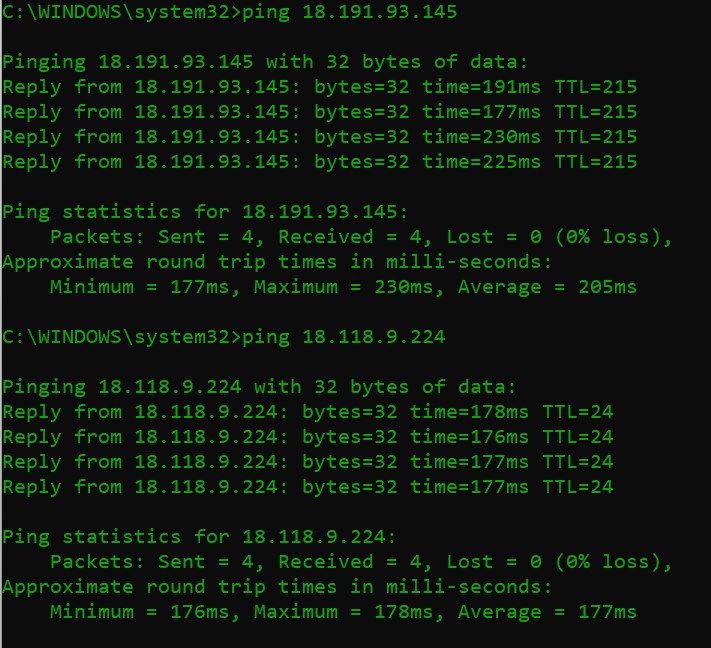 C:\WINDOWS\system32>ping 18.191.93.145
Pinging 18.191.93.145 with 32 bytes of data:
Reply from 18.191.93.145: bytes=32 time=191ms TTL=215
Reply from 18.191.93.145: bytes=32 time=177ms TTL=215
Reply from 18.191.93.145: bytes=32 time=230ms TTL=215
Reply from 18.191.93.145: bytes=32 time=225ms TTL=215
Ping statistics for 18.191.93.145:
    Packets: Sent = 4, Received = 4, Lost = 0 (0% loss),
Approximate round trip times in milli-seconds:
    Minimum = 177ms, Maximum = 230ms, Average = 205ms
C:\WINDOWS\system32>ping 18.118.9.224
Pinging 18.118.9.224 with 32 bytes of data:
Reply from 18.118.9.224: bytes=32 time=178ms TTL=24
Reply from 18.118.9.224: bytes=32 time=176ms TTL=24
Reply from 18.118.9.224: bytes=32 time=177ms TTL=24
Reply from 18.118.9.224: bytes=32 time=177ms TTL=24
Ping statistics for 18.118.9.224:
    Packets: Sent = 4, Received = 4, Lost = 0 (0% loss),
Approximate round trip times in milli-seconds:
    Minimum = 176ms, Maximum = 178ms, Average = 177ms